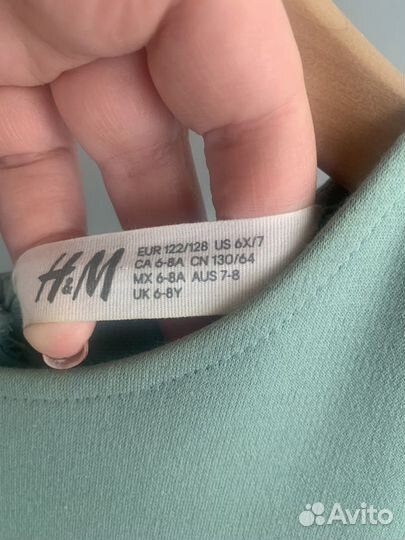 H&M
EUR 122/128 US 6X/7
CA 6-8A CN 130/64
MX 6-8A AUS 7-8
UK 6-8Y
Avito